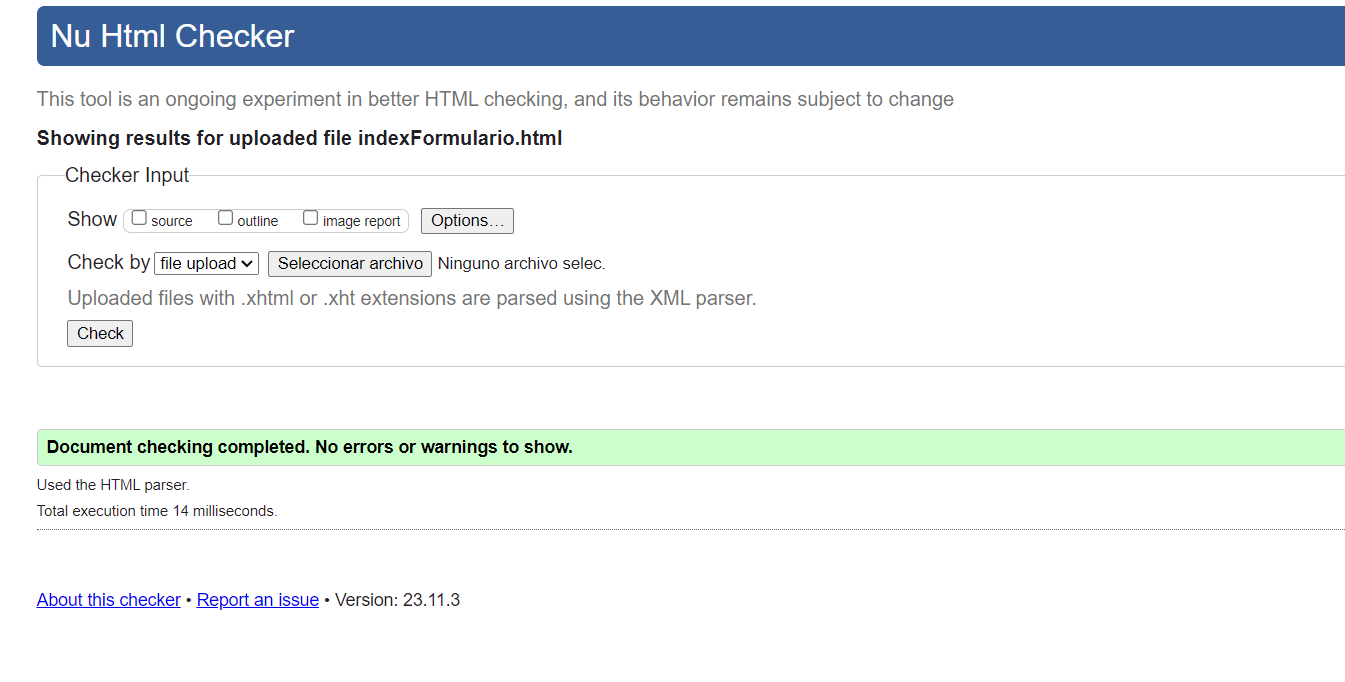 Nu Html Checker
This tool is an ongoing experiment in better HTML checking, and its behavior remains subject to change
Showing results for uploaded file indexFormulario.html
Checker Input
Show source outline image report Options…
Check by file upload Seleccionar archivo Ninguno archivo selec.
Uploaded files with .xhtml or .xht extensions are parsed using the XML parser.
Check
Document checking completed. No errors or warnings to show.
Used the HTML parser.
Total execution time 14 milliseconds.
About this checker • Report an issue • Version: 23.11.3